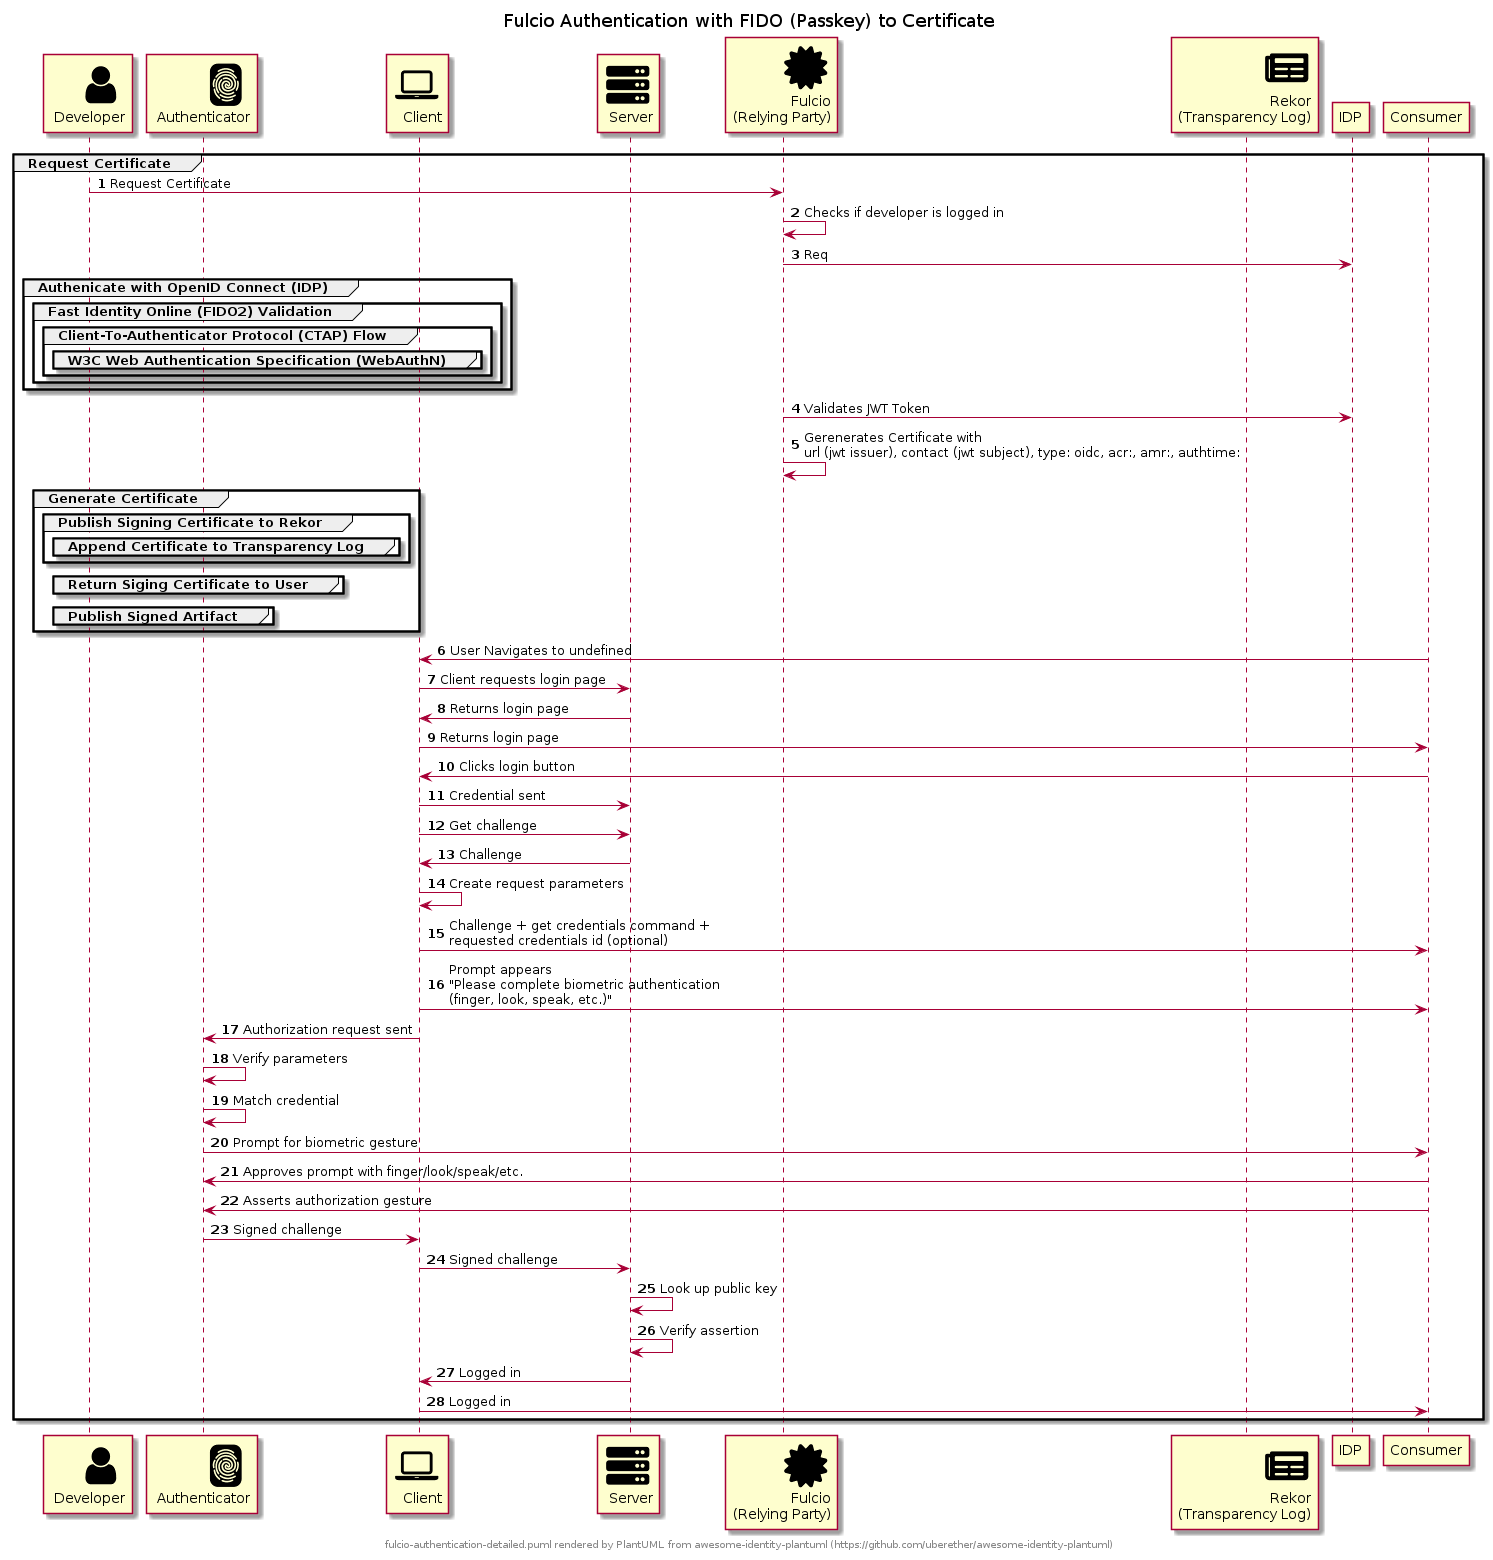 Fulcio Authentication with FIDO (Passkey) to Certificate
Developer
Authenticator
Client
Server
Fulcio
(Relying Party)
Rekor
(Transparency Log)
IDP
Consumer
Request Certificate
1 Request Certificate
2 Checks if developer is logged in
3 Req
Authenicate with OpenID Connect (IDP)
Fast Identity Online (FIDO2) Validation
Client-To-Authenticator Protocol (CTAP) Flow
W3C Web Authentication Specification (WebAuthN)
4 Validates JWT Token
5 Gerenerates Certificate with
url (jwt issuer), contact (jwt subject), type: oidc, acr:, amr:, authtime:
Generate Certificate
Publish Signing Certificate to Rekor
Append Certificate to Transparency Log
Return Siging Certificate to User
Publish Signed Artifact
6 User Navigates to undefined
7 Client requests login page
8 Returns login page
9 Returns login page
10 Clicks login button
11 Credential sent
12 Get challenge
13 Challenge
14 Create request parameters
15 Challenge + get credentials command +
requested credentials id (optional)
Prompt appears
16 "Please complete biometric authentication
(finger, look, speak, etc.)"
17 Authorization request sent
18 Verify parameters
19 Match credential
20 Prompt for biometric gesture
21 Approves prompt with finger/look/speak/etc.
22 Asserts authorization gesture
23 Signed challenge
24 Signed challenge
25 Look up public key
26 Verify assertion
27 Logged in
28 Logged in
Developer
Authenticator
Client
Server
Fulcio
(Relying Party)
Rekor
(Transparency Log)
IDP
Consumer
fulcio-authentication-detailed.puml rendered by PlantUML from awesome-identity-plantuml (https://github.com/uberether/awesome-identity-plantuml)